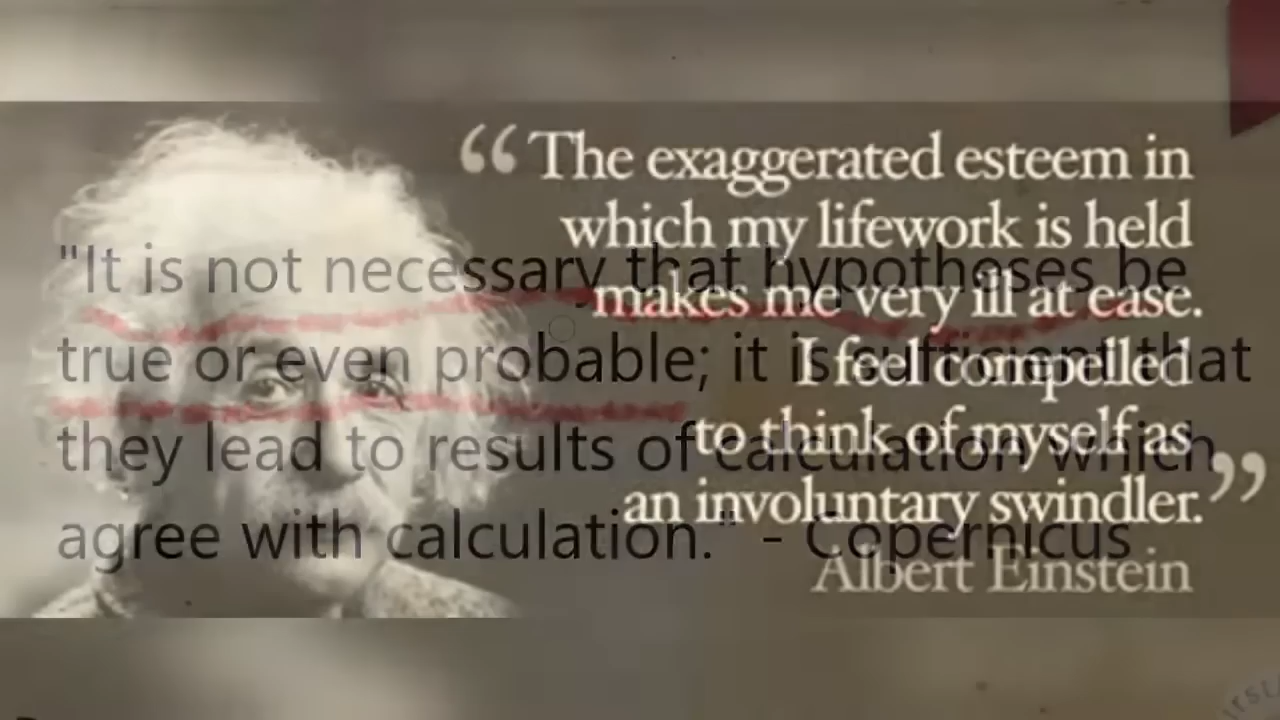 “The exaggerated esteem in
which my lifework is held
makes me very ill at ease.
I feel compelled
to think of myself as
an involuntary swindler.”
Albert Einstein
"It is not necessary that hypotheses be
true or even probable; it is sufficient that
they lead to results of calculation which
agree with calculation." - Copernicus